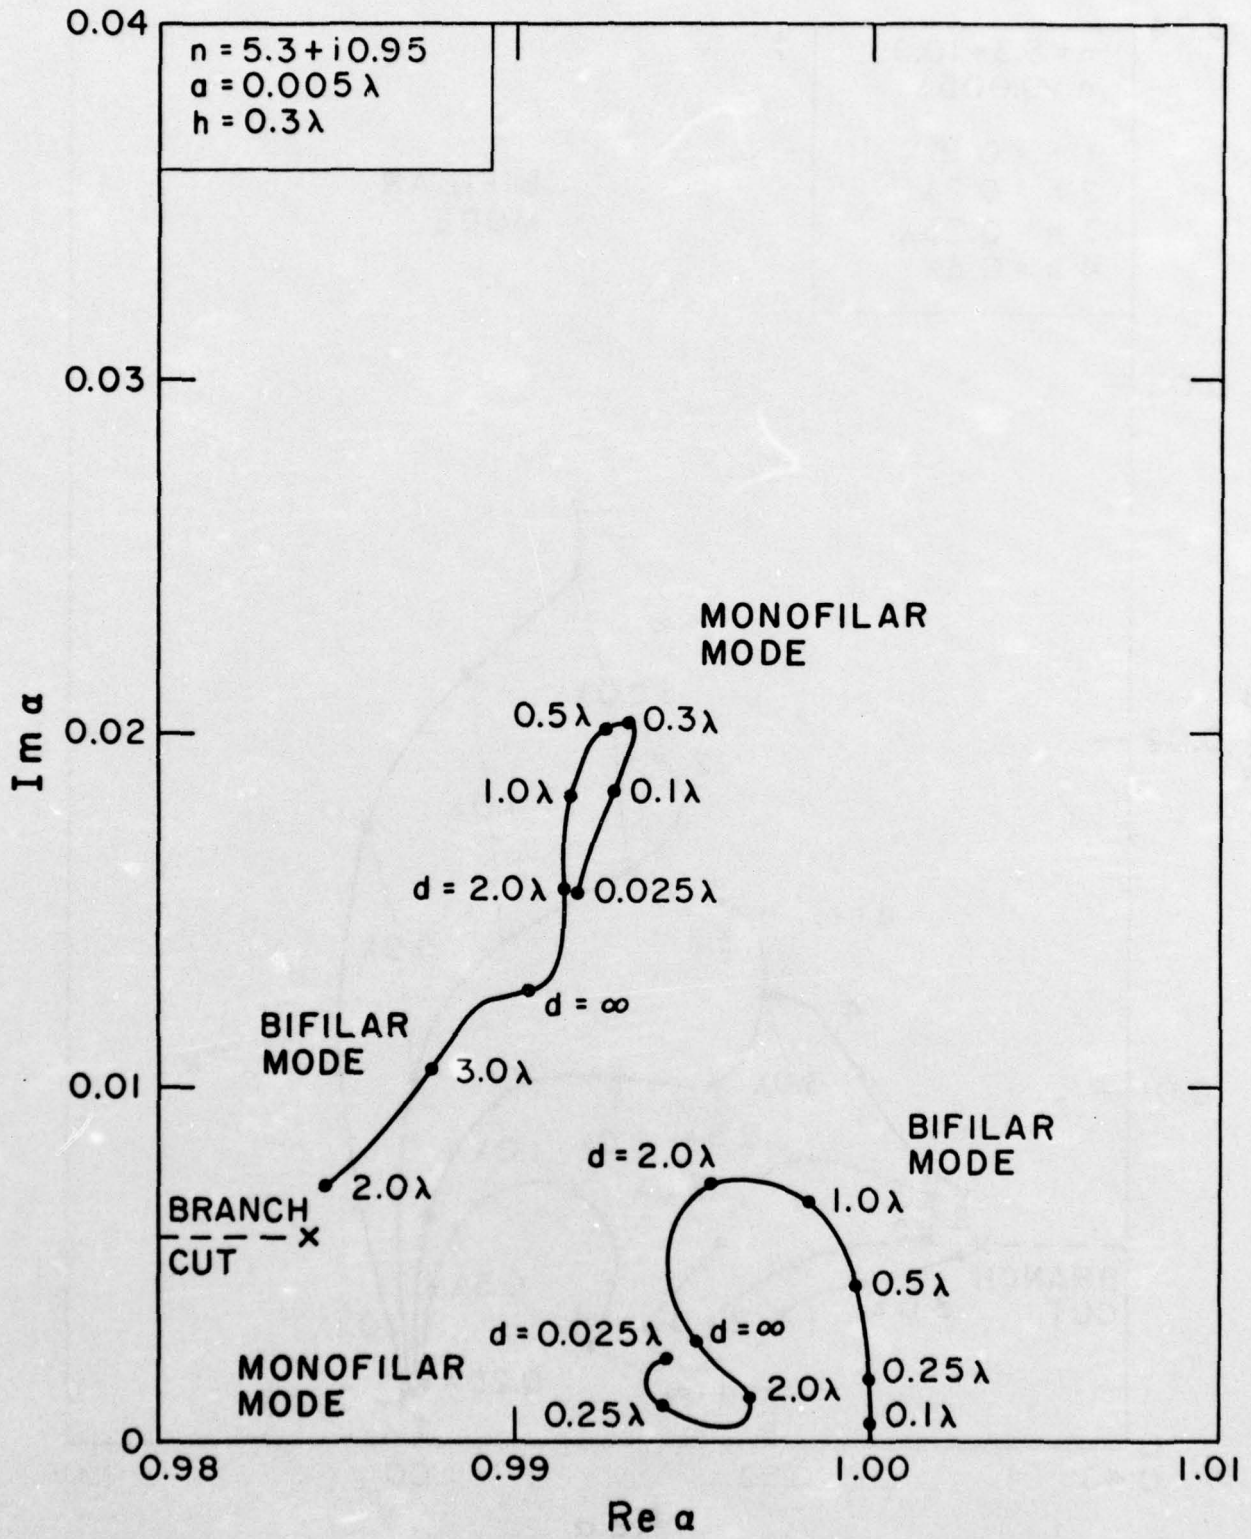 0.04
n = 5.3 + i 0.95
a = 0.005 λ
h = 0.3 λ
0.03
MONOFILAR
MODE
0.5 λ
0.3 λ
0.02
Im α
1.0 λ
0.1 λ
d = 2.0 λ
0.025 λ
d = ∞
BIFILAR
MODE
3.0 λ
0.01
BIFILAR
MODE
d = 2.0 λ
2.0 λ
1.0 λ
BRANCH
CUT
0.5 λ
d = 0.025 λ
d = ∞
MONOFILAR
MODE
0.25 λ
2.0 λ
0.25 λ
0.1 λ
0
0.98
0.99
1.00
1.01
Re α